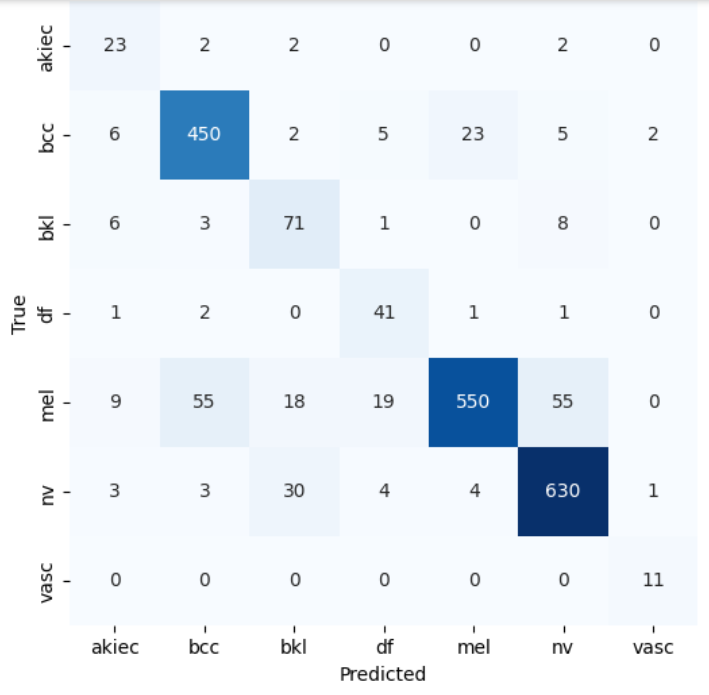 akiec 23 2 2 0 0 2 0
bcc 6 450 2 5 23 5 2
bkl 6 3 71 1 0 8 0
True
df 1 2 0 41 1 1 0
mel 9 55 18 19 550 55 0
nv 3 3 30 4 4 630 1
vasc 0 0 0 0 0 0 11
akiec bcc bkl df mel nv vasc
Predicted